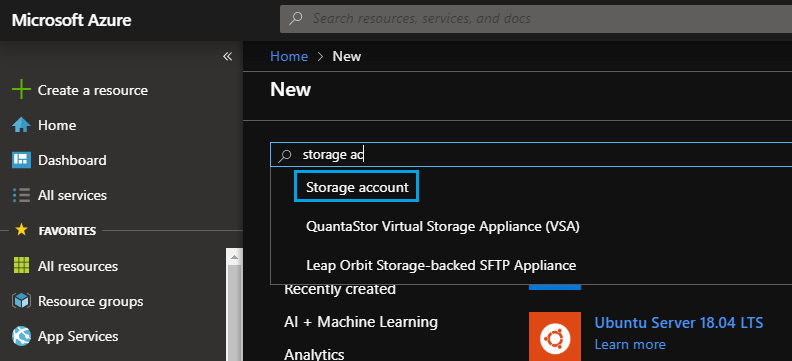 Microsoft Azure
Search resources, services, and docs
«
Home > New
New
Create a resource
Home
Dashboard
All services
FAVORITES
All resources
Resource groups
App Services
storage ac
Storage account
QuantaStor Virtual Storage Appliance (VSA)
Leap Orbit Storage-backed SFTP Appliance
Recently created
AI + Machine Learning
Analytics
Ubuntu Server 18.04 LTS
Learn more